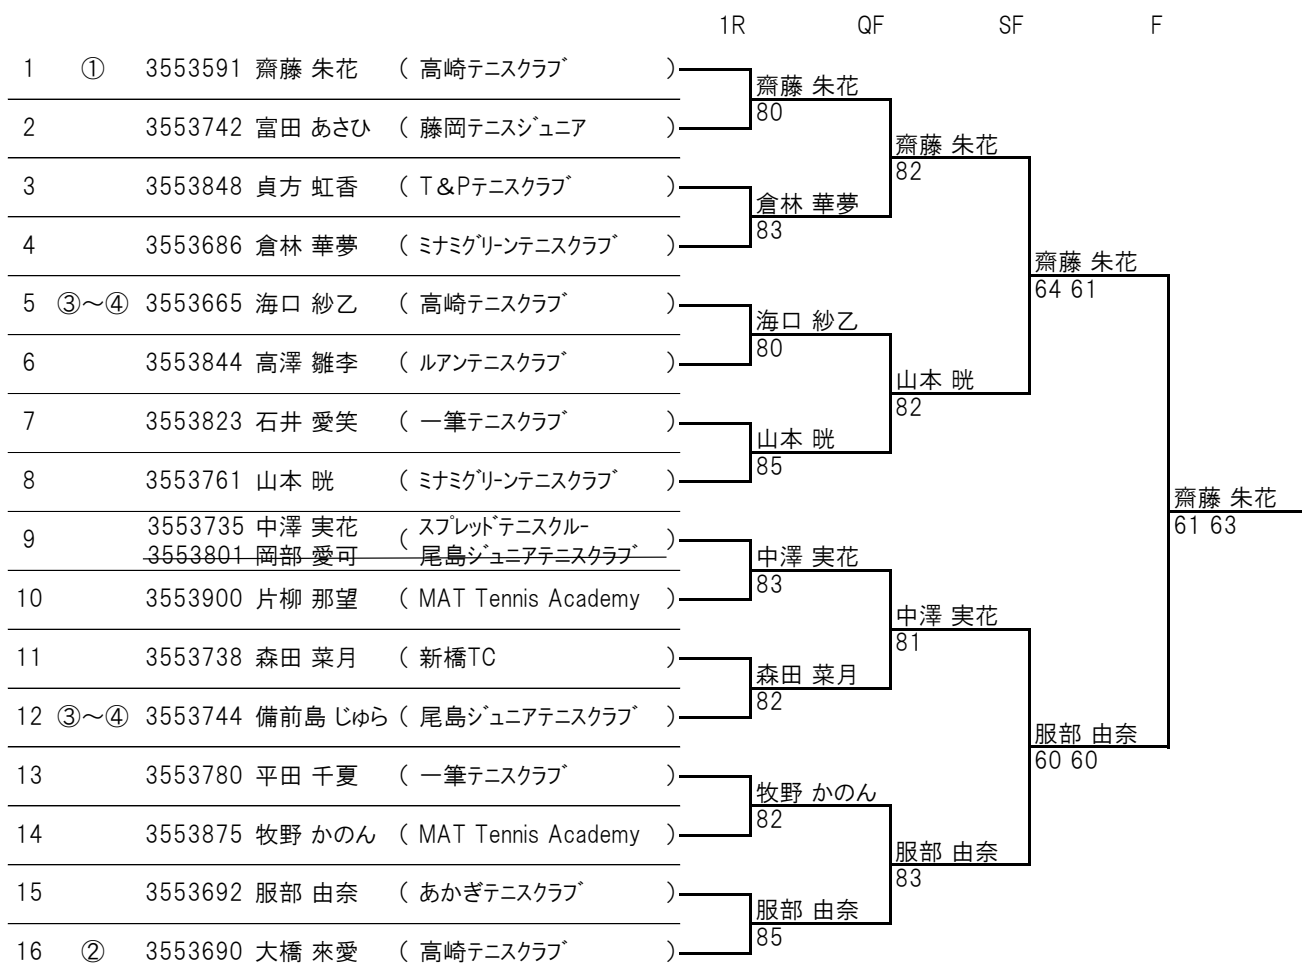 1R QF SF F
1 ① 3553591 齋藤 朱花 ( 高崎テニスクラブ )
齋藤 朱花
80
2 3553742 富田 あさひ ( 藤岡テニスジュニア )
齋藤 朱花
82
3 3553848 貞方 虹香 ( T&Pテニスクラブ )
倉林 華夢
83
4 3553686 倉林 華夢 ( ミナミグリーンテニスクラブ )
齋藤 朱花
64 61
5 ③~④ 3553665 海口 紗乙 ( 高崎テニスクラブ )
海口 紗乙
80
6 3553844 高澤 雛李 ( ルアンテニスクラブ )
山本 晄
82
7 3553823 石井 愛笑 ( 一筆テニスクラブ )
山本 晄
85
8 3553761 山本 晄 ( ミナミグリーンテニスクラブ )
齋藤 朱花
61 63
9 3553735 中澤 実花 ( スプレッドテニスクルー )
3553801 岡部 愛可 尾島ジュニアテニスクラブ
中澤 実花
83
10 3553900 片柳 那望 ( MAT Tennis Academy )
中澤 実花
81
11 3553738 森田 菜月 ( 新橋TC )
森田 菜月
82
12 ③~④ 3553744 備前島 じゅら ( 尾島ジュニアテニスクラブ )
服部 由奈
60 60
13 3553780 平田 千夏 ( 一筆テニスクラブ )
牧野 かのん
82
14 3553875 牧野 かのん ( MAT Tennis Academy )
服部 由奈
83
15 3553692 服部 由奈 ( あかぎテニスクラブ )
服部 由奈
85
16 ② 3553690 大橋 來愛 ( 高崎テニスクラブ )